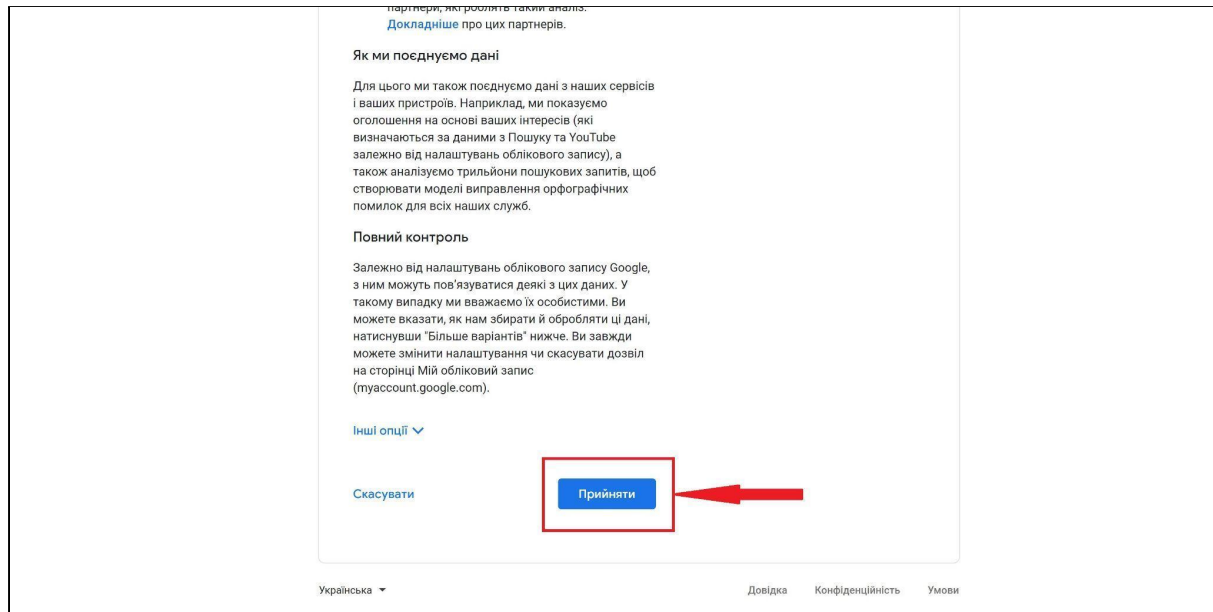 партнери, які роблять такий аналіз.
Докладніше про цих партнерів.
Як ми поєднуємо дані
Для цього ми також поєднуємо дані з наших сервісів
і ваших пристроїв. Наприклад, ми показуємо
оголошення на основі ваших інтересів (які
визначаються за даними з Пошуку та YouTube
залежно від налаштувань облікового запису), а
також аналізуємо трильйони пошукових запитів, щоб
створювати моделі виправлення орфографічних
помилок для всіх наших служб.
Повний контроль
Залежно від налаштувань облікового запису Google,
з ним можуть пов'язуватися деякі з цих даних. У
такому випадку ми вважаємо їх особистими. Ви
можете вказати, як нам збирати й обробляти ці дані,
натиснувши "Більше варіантів" нижче. Ви завжди
можете змінити налаштування чи скасувати дозвіл
на сторінці Мій обліковий запис
(myaccount.google.com).
Інші опції
Скасувати Прийняти
Українська Довідка Конфіденційність Умови